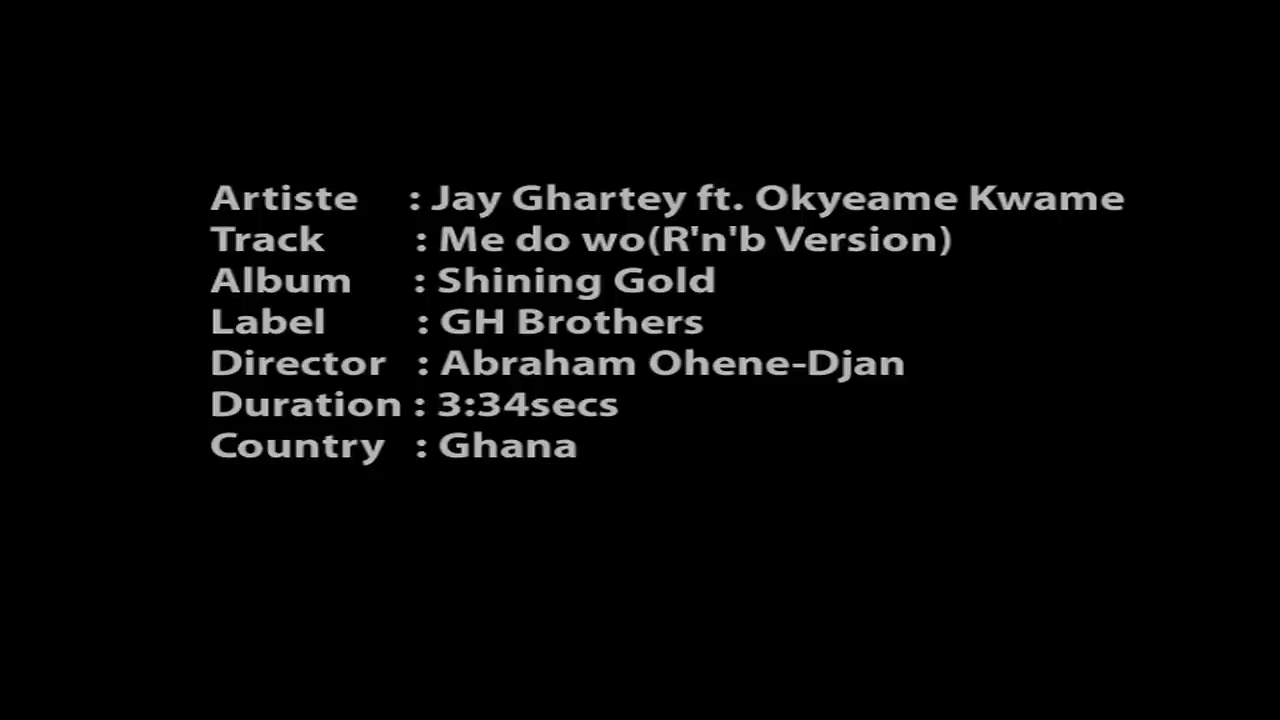 Artiste : Jay Ghartey ft. Okyeame Kwame
Track : Me do wo(R'n'b Version)
Album : Shining Gold
Label : GH Brothers
Director : Abraham Ohene-Djan
Duration : 3:34secs
Country : Ghana